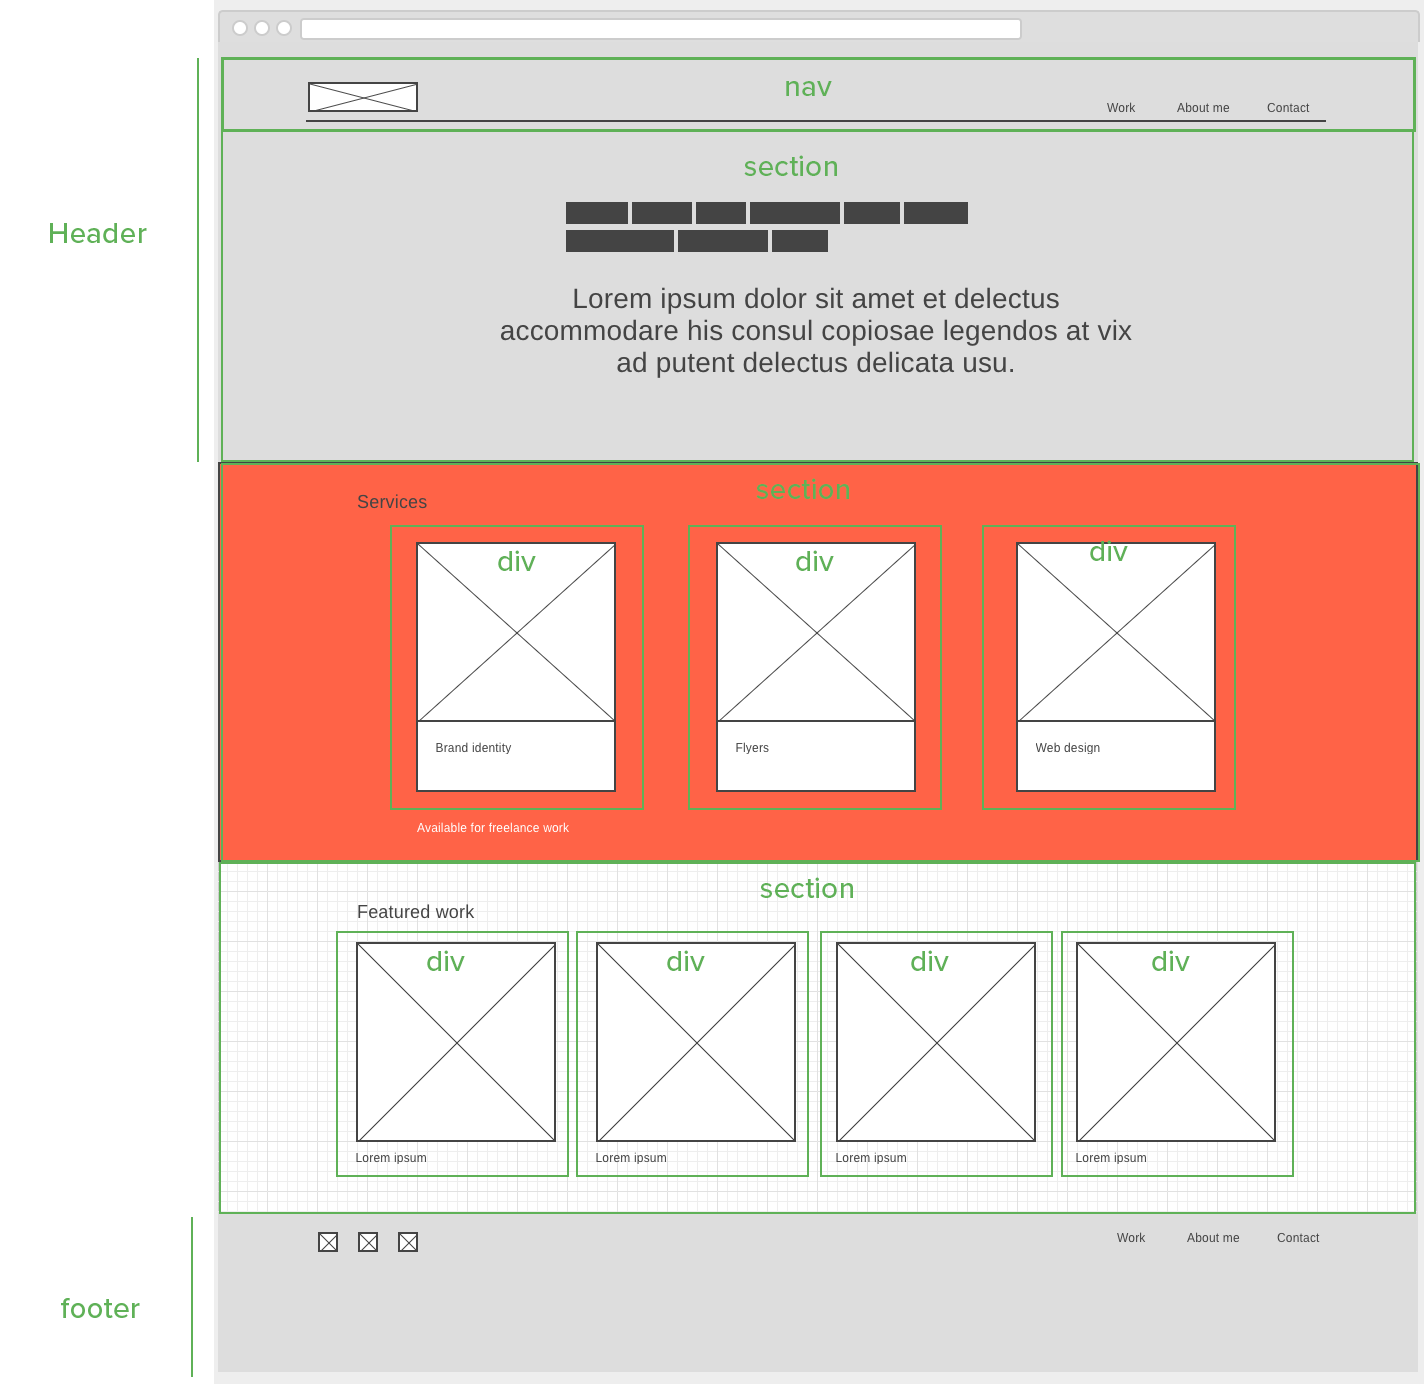 nav
Work About me Contact
section
Header
Lorem ipsum dolor sit amet et delectus
accommodare his consul copiosae legendos at vix
ad putent delectus delicata usu.
section
Services
div div div
Brand identity Flyers Web design
Available for freelance work
section
Featured work
div div div div
Lorem ipsum Lorem ipsum Lorem ipsum Lorem ipsum
Work About me Contact
footer